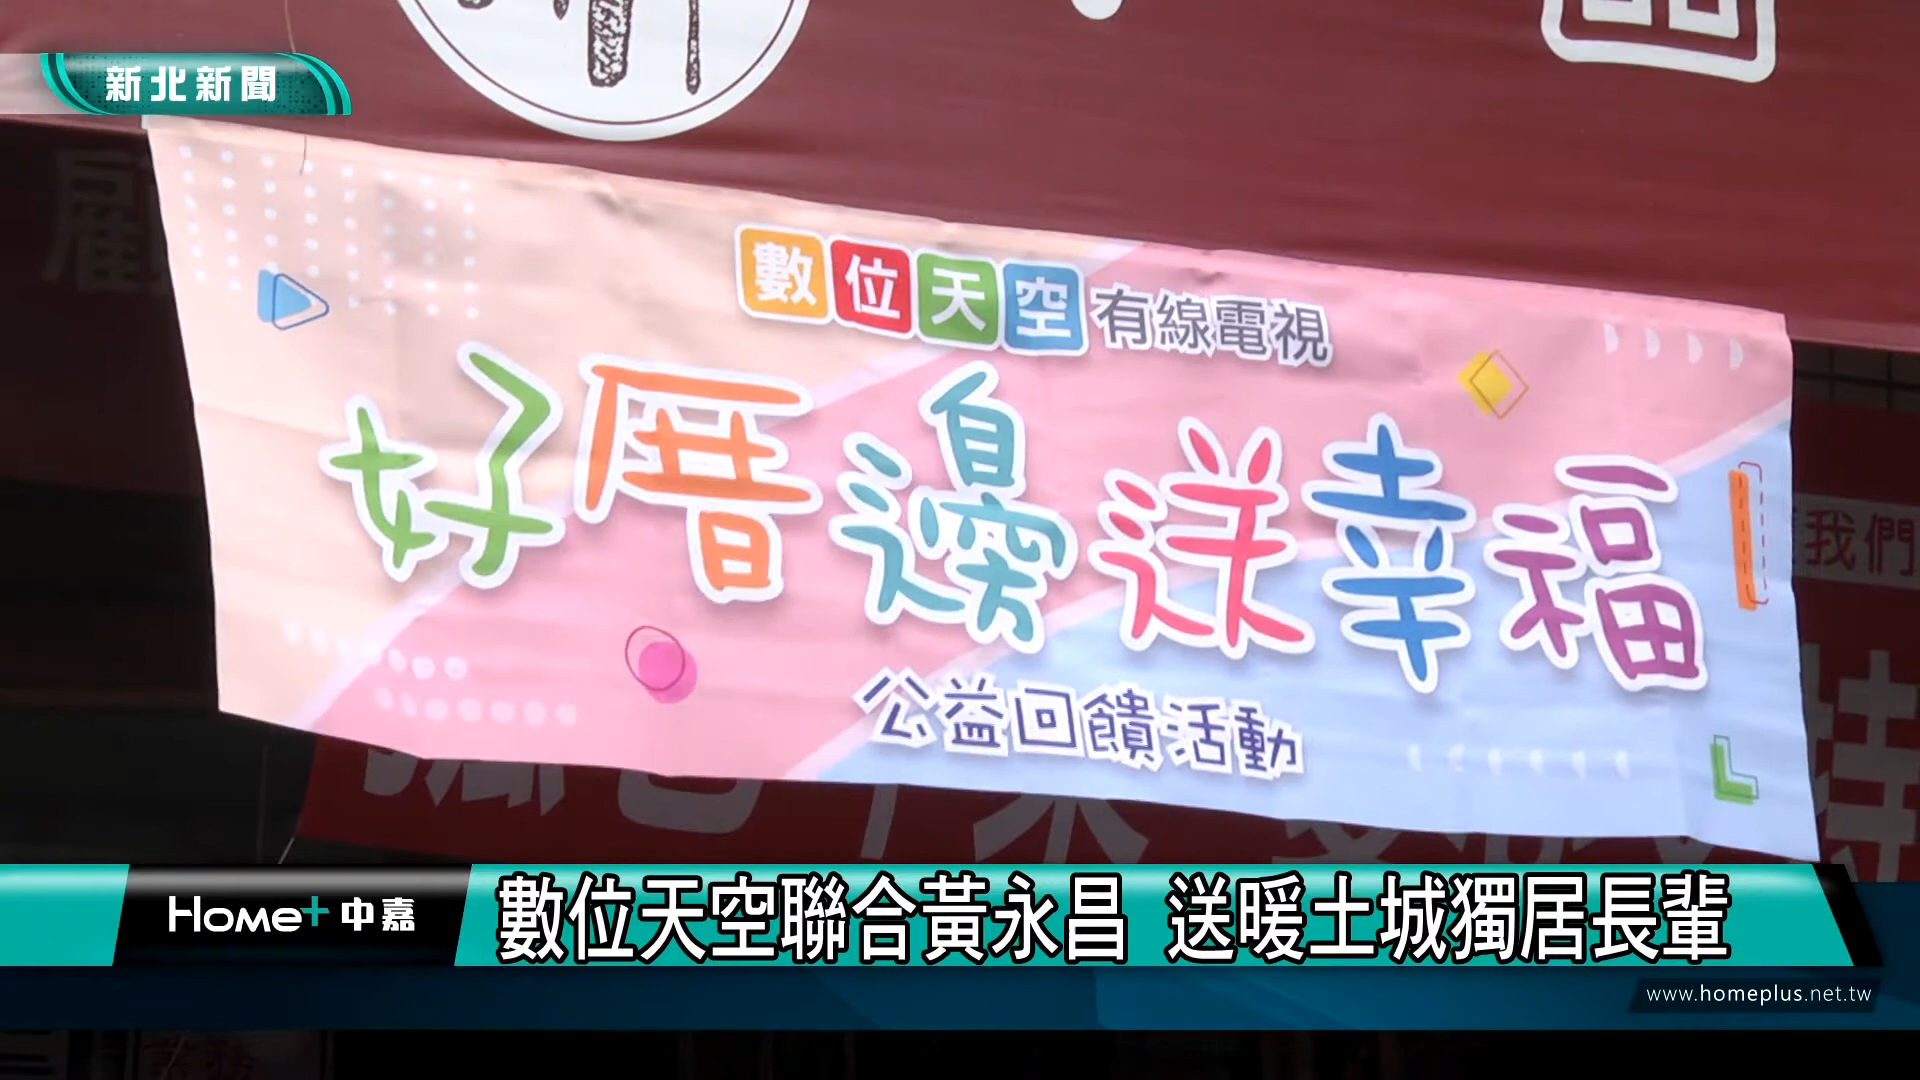 新北新聞
數位天空有線電視
好厝邊送幸福
我們
公益回饋活動
Home+ 中嘉
數位天空聯合黃永昌 送暖土城獨居長輩
www.homeplus.net.tw